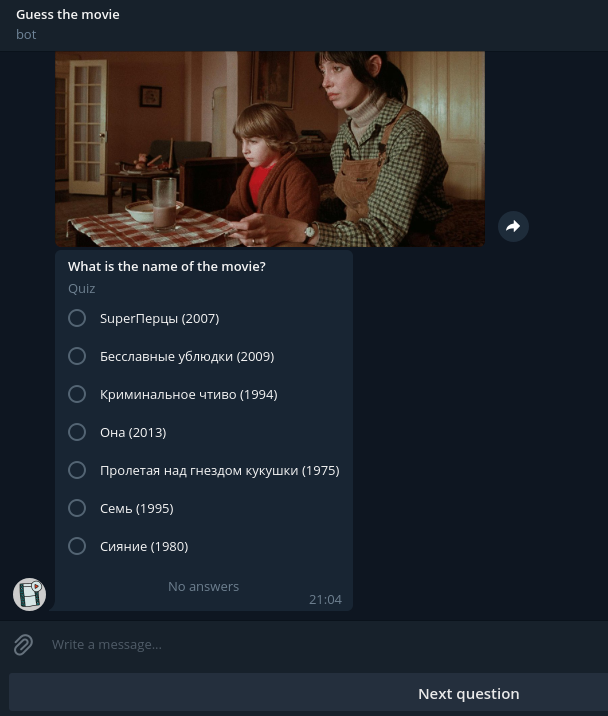 Guess the movie
bot
What is the name of the movie?
Quiz
SuperПерцы (2007)
Бесславные ублюдки (2009)
Криминальное чтиво (1994)
Она (2013)
Пролетая над гнездом кукушки (1975)
Семь (1995)
Сияние (1980)
No answers
21:04
Write a message...
Next question